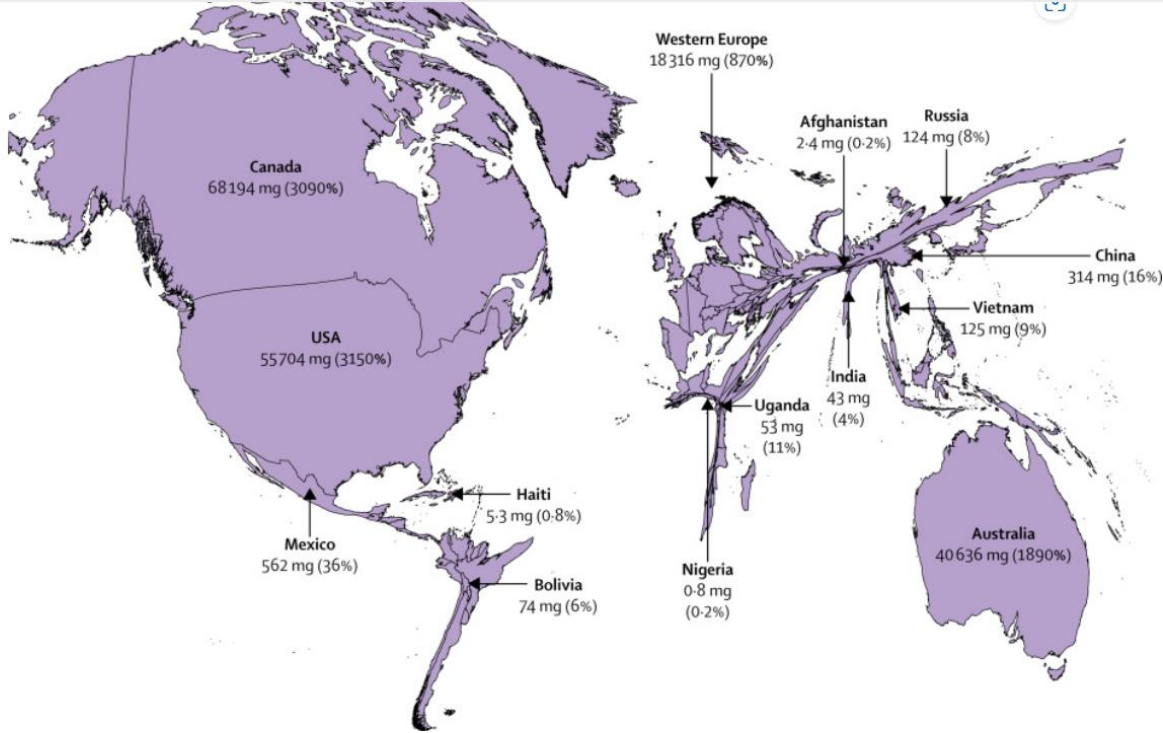 Western Europe
18 316 mg (870%)
Afghanistan
2·4 mg (0·2%)
Russia
124 mg (8%)
Canada
68 194 mg (3090%)
China
314 mg (16%)
Vietnam
125 mg (9%)
USA
55 704 mg (3150%)
India
43 mg
(4%)
Uganda
53 mg
(11%)
Haiti
5·3 mg (0·8%)
Mexico
562 mg (36%)
Australia
40 636 mg (1890%)
Nigeria
0·8 mg
(0·2%)
Bolivia
74 mg (6%)